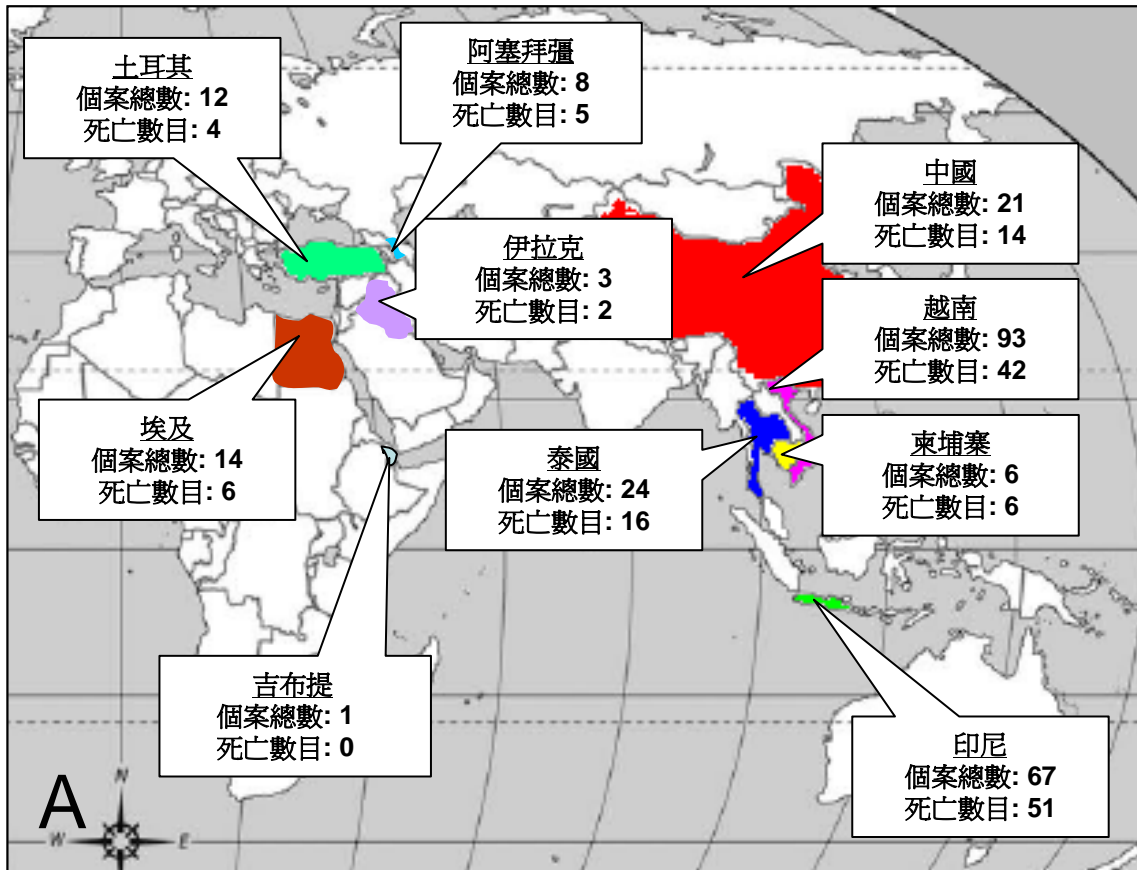 土耳其
個案總數: 12
死亡數目: 4
阿塞拜彊
個案總數: 8
死亡數目: 5
中國
個案總數: 21
死亡數目: 14
伊拉克
個案總數: 3
死亡數目: 2
越南
個案總數: 93
死亡數目: 42
埃及
個案總數: 14
死亡數目: 6
泰國
個案總數: 24
死亡數目: 16
柬埔寨
個案總數: 6
死亡數目: 6
吉布提
個案總數: 1
死亡數目: 0
印尼
個案總數: 67
死亡數目: 51
A
N
W
E